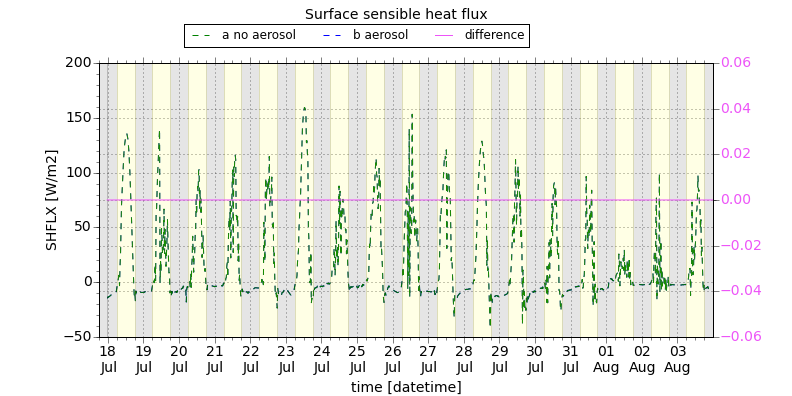 Surface sensible heat flux
a no aerosol b aerosol difference
200
150
100
50
0
−50
SHFLX [W/m2]
0.06
0.04
0.02
0.00
−0.02
−0.04
−0.06
18 19 20 21 22 23 24 25 26 27 28 29 30 31 01 02 03
Jul Jul Jul Jul Jul Jul Jul Jul Jul Jul Jul Jul Jul Jul Aug Aug Aug
time [datetime]